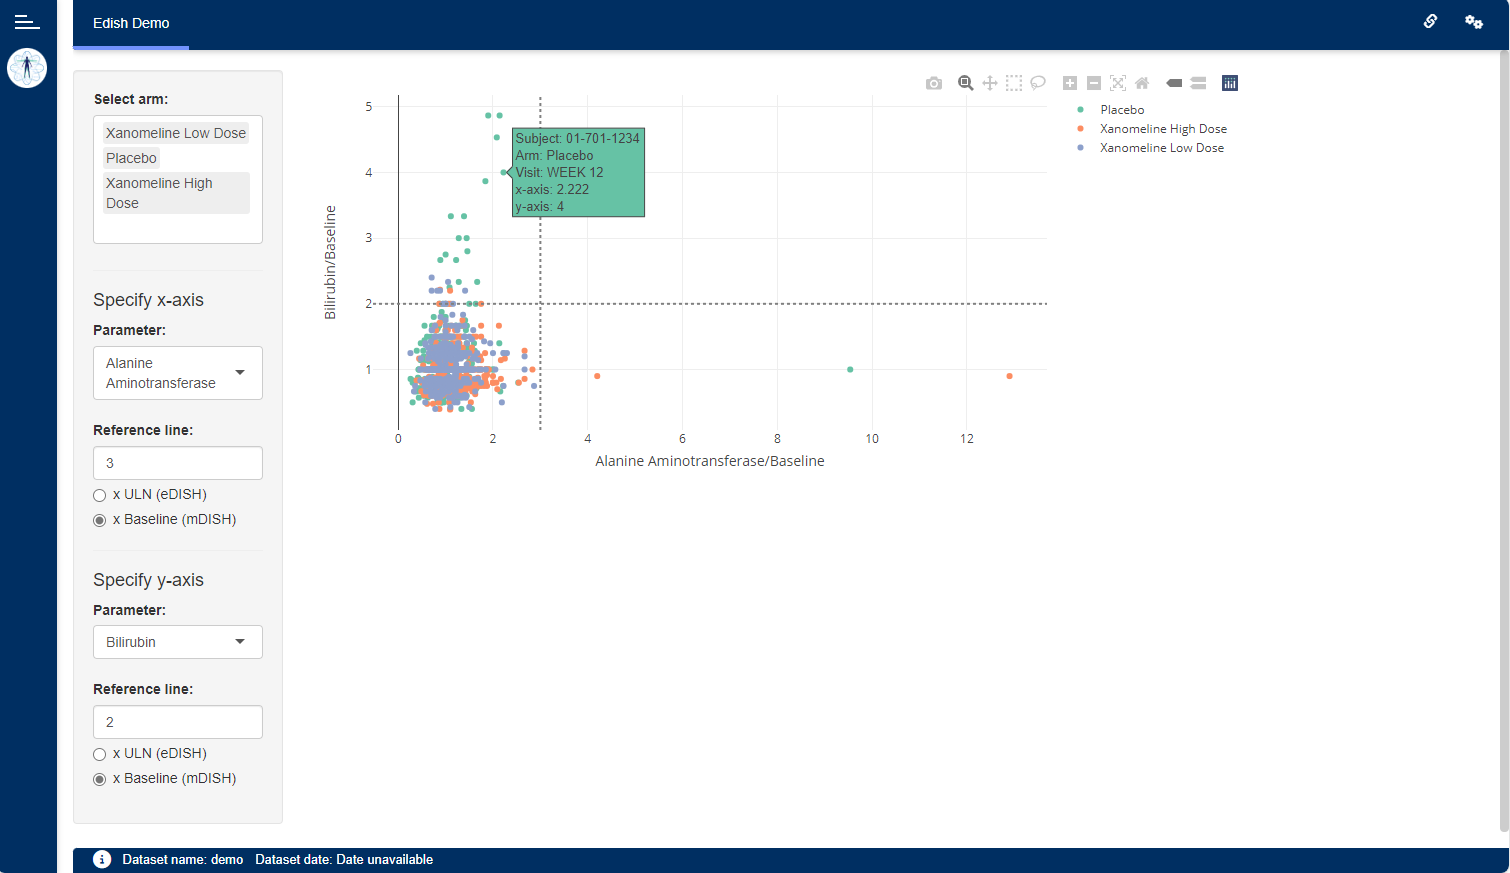 Edish Demo
Select arm:
Xanomeline Low Dose
Placebo
Xanomeline High
Dose
Specify x-axis
Parameter:
Alanine
Aminotransferase
Reference line:
3
x ULN (eDISH)
x Baseline (mDISH)
Specify y-axis
Parameter:
Bilirubin
Reference line:
2
x ULN (eDISH)
x Baseline (mDISH)
Bilirubin/Baseline
5
4
3
2
1
0 2 4 6 8 10 12
Alanine Aminotransferase/Baseline
Subject: 01-701-1234
Arm: Placebo
Visit: WEEK 12
x-axis: 2.222
y-axis: 4
Placebo
Xanomeline High Dose
Xanomeline Low Dose
Dataset name: demo Dataset date: Date unavailable